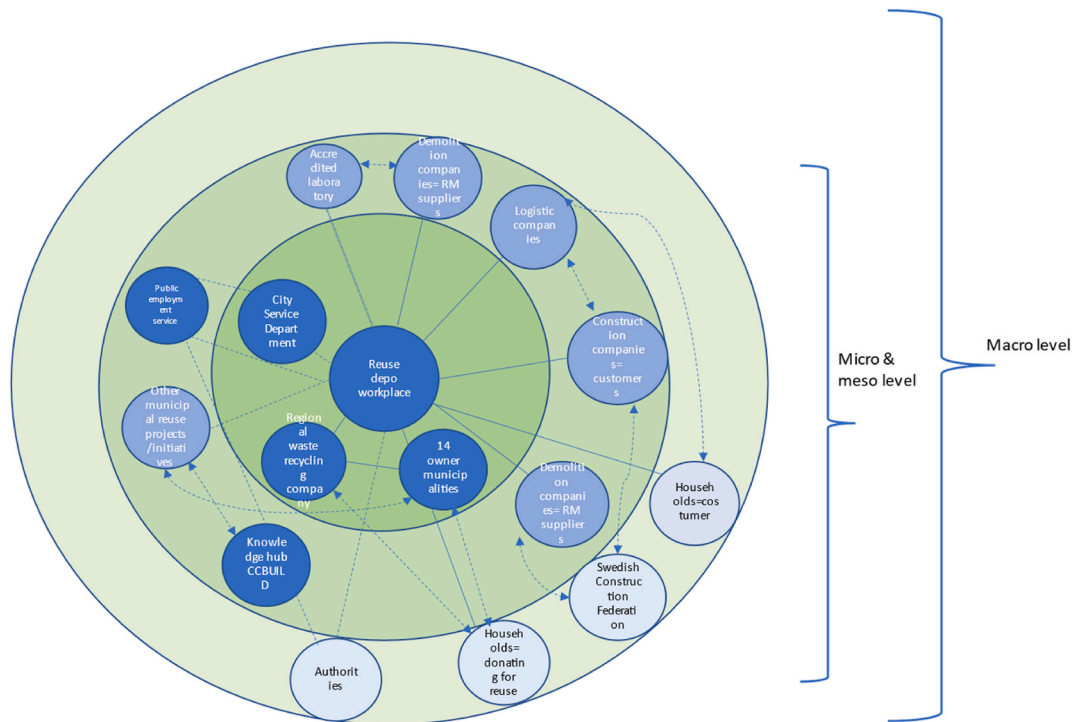 Accre
dited
labora
tory
Demolit
ion
compan
ies= RM
supplier
s
Logistic
compan
ies
Public
employm
ent
service
City
Service
Depart
ment
Reuse
depo
workplace
Construct
ion
companie
s=
customer
s
Macro level
Micro &
meso level
Other
municip
al reuse
projects
/initiati
ves
Region
al
waste
recyclin
g
compa
ny
14
owner
municip
alities
Demoliti
on
compani
es= RM
supplier
s
Househ
olds=cos
tumer
Knowle
dge hub
CCBUIL
D
Swedish
Constru
ction
Federati
on
Authorit
ies
Househ
olds=
donatin
g for
reuse